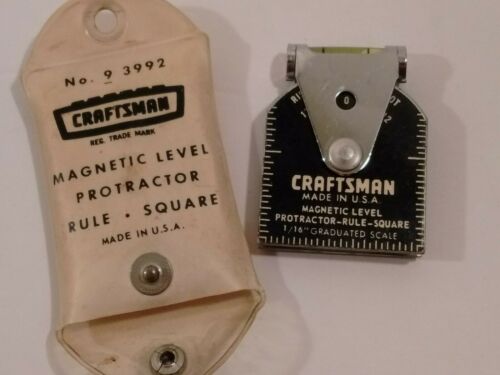 No. 9 3992
CRAFTSMAN
REG. TRADE MARK
MAGNETIC LEVEL
PROTRACTOR
RULE • SQUARE
MADE IN U.S.A.
0
CRAFTSMAN
MADE IN U.S.A.
MAGNETIC LEVEL
PROTRACTOR-RULE-SQUARE
1/16" GRADUATED SCALE